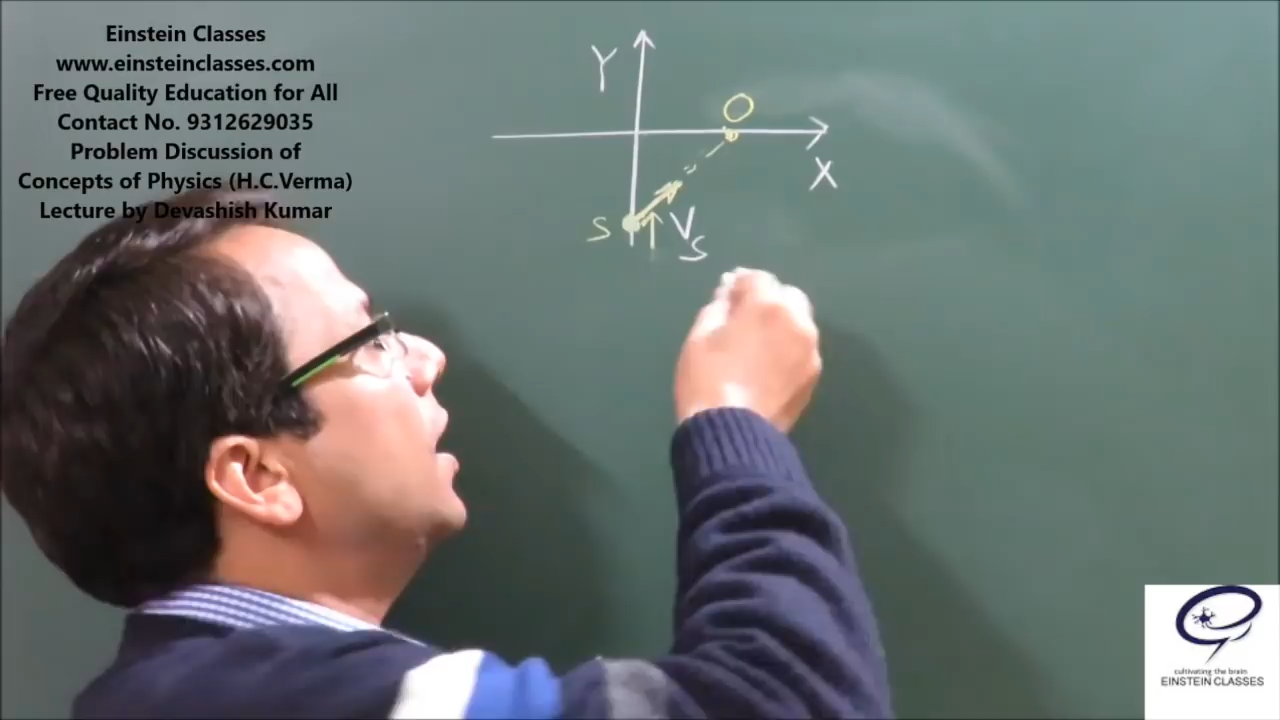 Einstein Classes
www.einsteinclasses.com
Free Quality Education for All
Contact No. 9312629035
Problem Discussion of
Concepts of Physics (H.C.Verma)
Lecture by Devashish Kumar
Y
O
X
S
V
S
cultivating the brain
EINSTEIN CLASSES